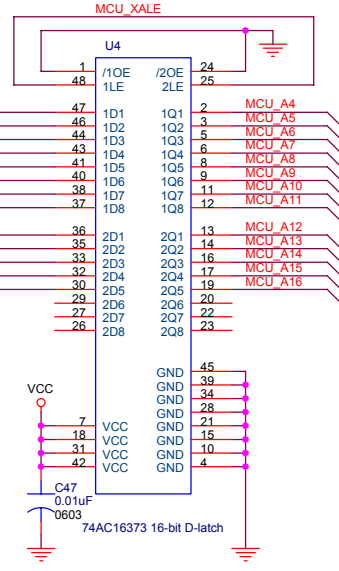 MCU_XALE
U4
1 /1OE /2OE 24
48 1LE 2LE 25
47 1D1 1Q1 2 MCU_A4
46 1D2 1Q2 3 MCU_A5
44 1D3 1Q3 5 MCU_A6
43 1D4 1Q4 6 MCU_A7
41 1D5 1Q5 8 MCU_A8
40 1D6 1Q6 9 MCU_A9
38 1D7 1Q7 11 MCU_A10
37 1D8 1Q8 12 MCU_A11
36 2D1 2Q1 13 MCU_A12
35 2D2 2Q2 14 MCU_A13
33 2D3 2Q3 16 MCU_A14
32 2D4 2Q4 17 MCU_A15
30 2D5 2Q5 19 MCU_A16
29 2D6 2Q6 20
27 2D7 2Q7 22
26 2D8 2Q8 23
GND 45
GND 39
GND 34
GND 28
VCC
7 VCC GND 21
18 VCC GND 15
31 VCC GND 10
42 VCC GND 4
C47
0.01uF
0603
74AC16373 16-bit D-latch